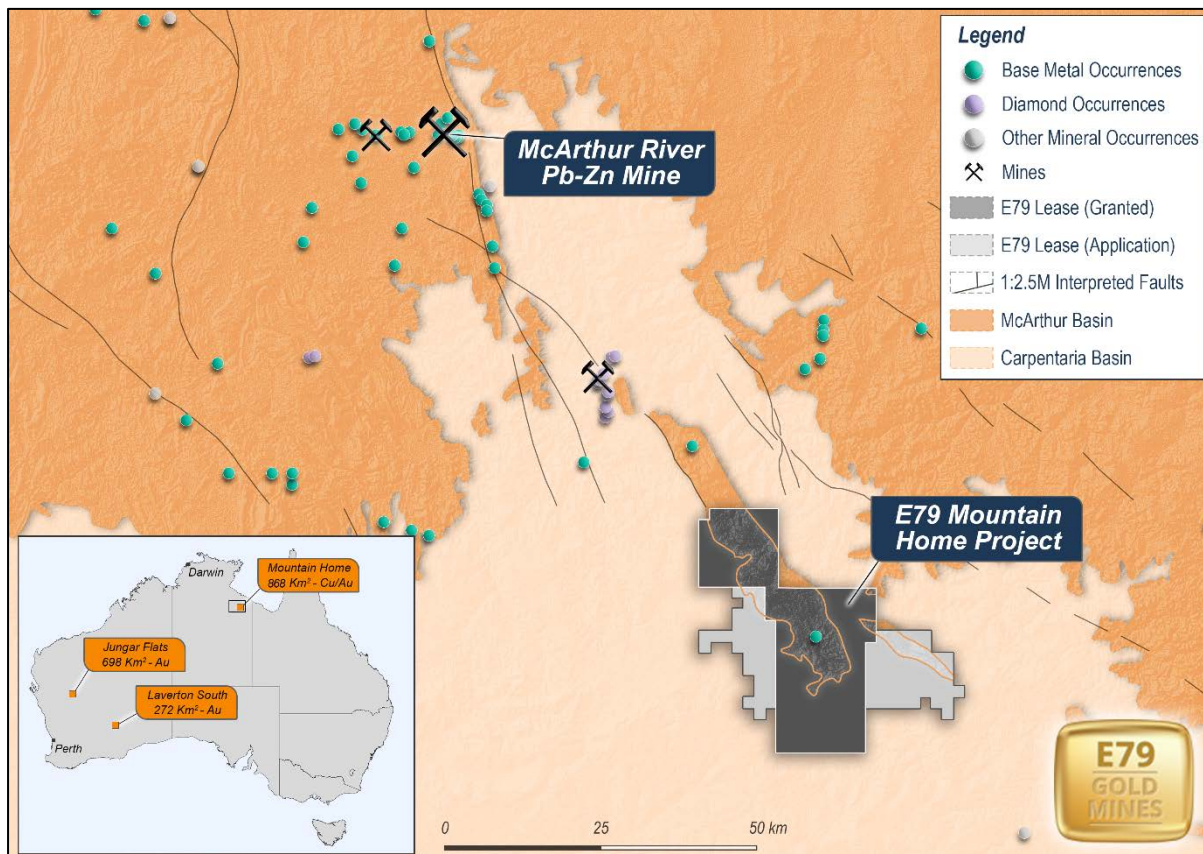 Legend
Base Metal Occurrences
Diamond Occurrences
Other Mineral Occurrences
Mines
E79 Lease (Granted)
E79 Lease (Application)
1:2.5M Interpreted Faults
McArthur Basin
Carpentaria Basin
McArthur River
Pb-Zn Mine
E79 Mountain
Home Project
Darwin
Mountain Home
868 Km² - Cu/Au
Jungar Flats
698 Km² - Au
Laverton South
272 Km² - Au
Perth
0 25 50 km
E79
GOLD
MINES